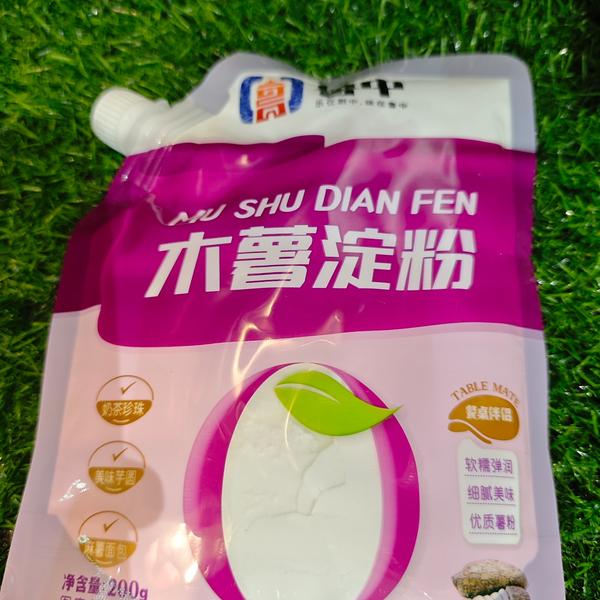 MU SHU DIAN FEN
木薯淀粉
奶茶珍珠
美味芋圆
麻薯面包
TABLE MATE
餐桌伴侣
软糯弹润
细腻美味
优质薯粉
净含量:200g